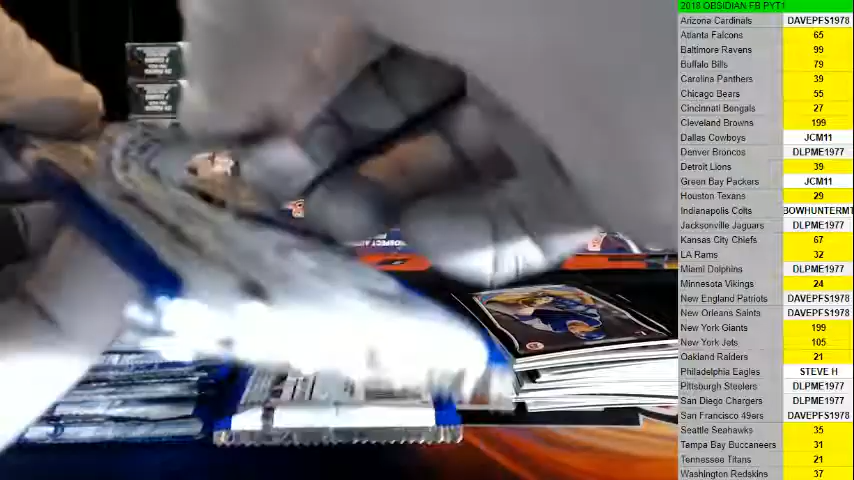 2018 OBSIDIAN FB PYT1
Arizona Cardinals DAVEPFS1978
Atlanta Falcons 65
Baltimore Ravens 99
Buffalo Bills 79
Carolina Panthers 39
Chicago Bears 55
Cincinnati Bengals 27
Cleveland Browns 199
Dallas Cowboys JCM11
Denver Broncos DLPME1977
Detroit Lions 39
Green Bay Packers JCM11
Houston Texans 29
Indianapolis Colts BOWHUNTERMT
Jacksonville Jaguars DLPME1977
Kansas City Chiefs 67
LA Rams 32
Miami Dolphins DLPME1977
Minnesota Vikings 24
New England Patriots DAVEPFS1978
New Orleans Saints DAVEPFS1978
New York Giants 199
New York Jets 105
Oakland Raiders 21
Philadelphia Eagles STEVE H
Pittsburgh Steelers DLPME1977
San Diego Chargers DLPME1977
San Francisco 49ers DAVEPFS1978
Seattle Seahawks 35
Tampa Bay Buccaneers 31
Tennessee Titans 21
Washington Redskins 37